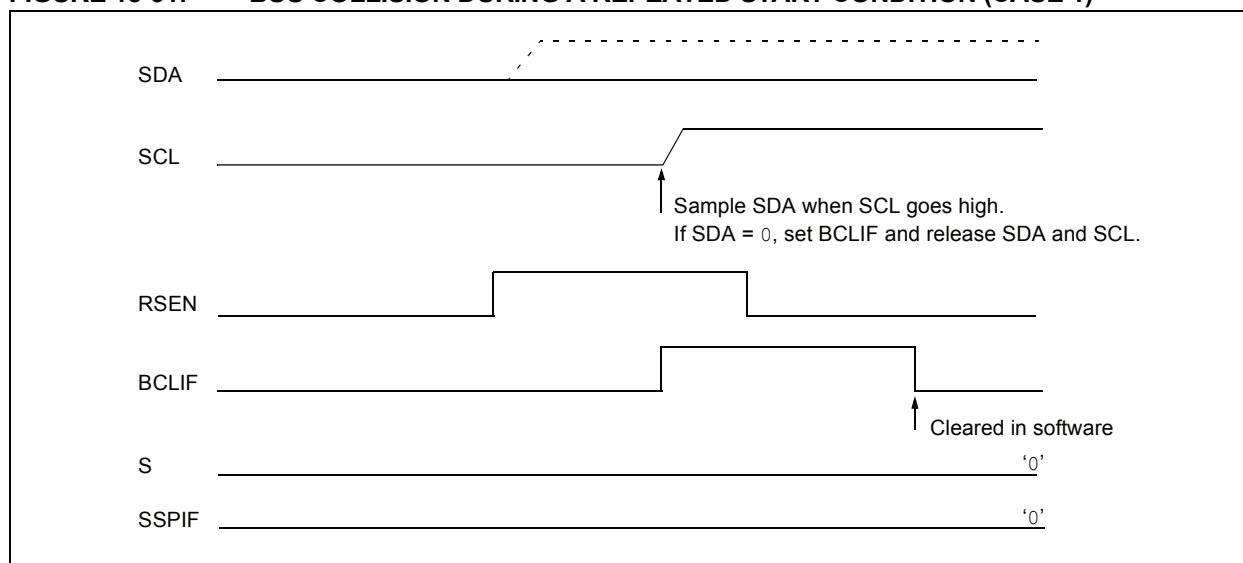 SDA
SCL
Sample SDA when SCL goes high.
If SDA = 0, set BCLIF and release SDA and SCL.
RSEN
BCLIF
Cleared in software
S
‘0’
SSPIF
‘0’